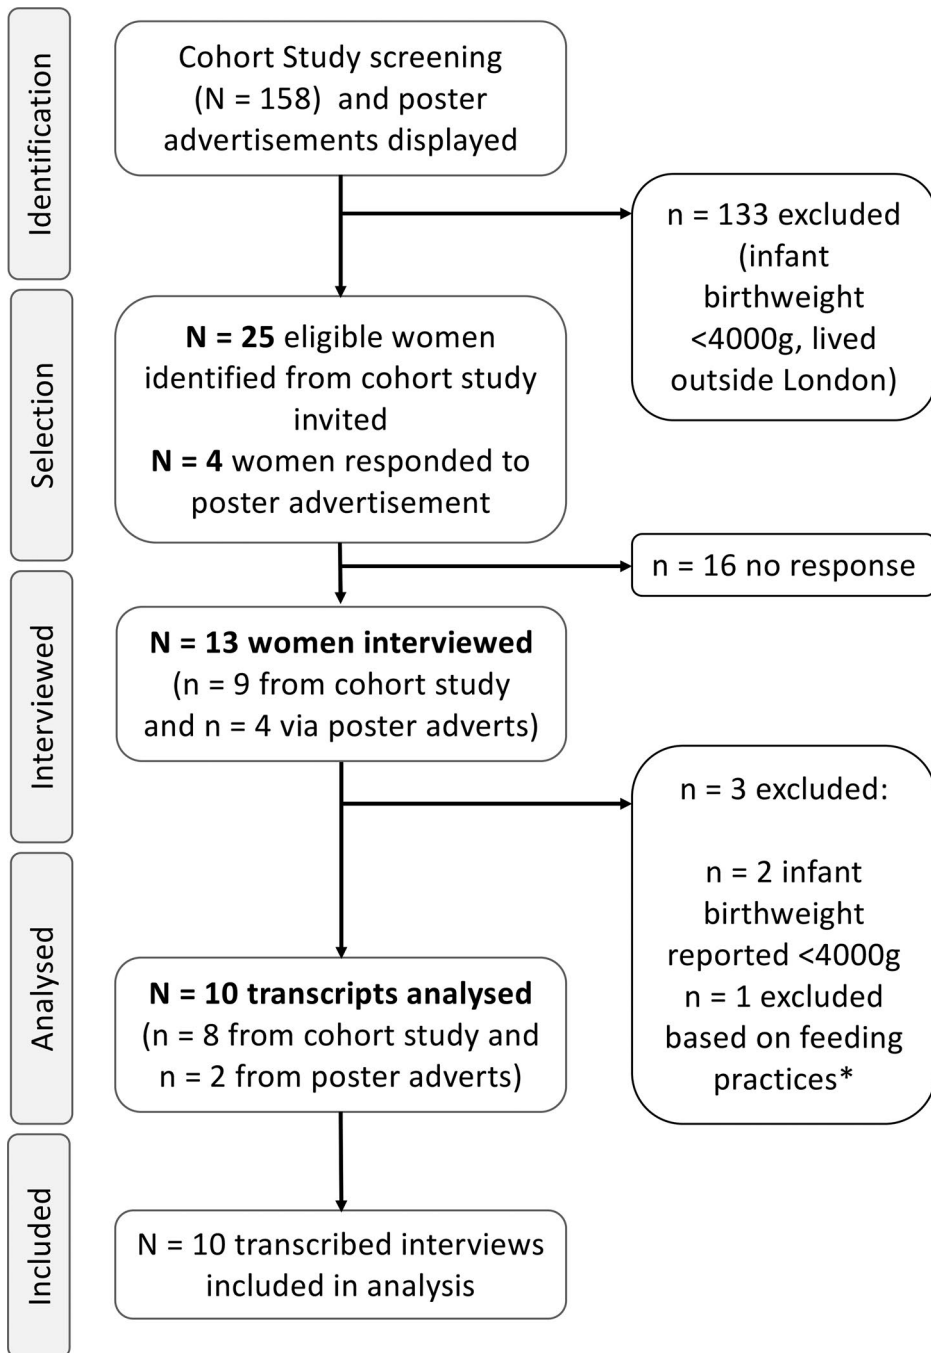 Identification
Cohort Study screening
(N = 158) and poster
advertisements displayed
n = 133 excluded
(infant
birthweight
<4000g, lived
outside London)
Selection
N = 25 eligible women
identified from cohort study
invited
N = 4 women responded to
poster advertisement
n = 16 no response
Interviewed
N = 13 women interviewed
(n = 9 from cohort study
and n = 4 via poster adverts)
n = 3 excluded:
n = 2 infant
birthweight
reported <4000g
n = 1 excluded
based on feeding
practices*
Analysed
N = 10 transcripts analysed
(n = 8 from cohort study and
n = 2 from poster adverts)
Included
N = 10 transcribed interviews
included in analysis